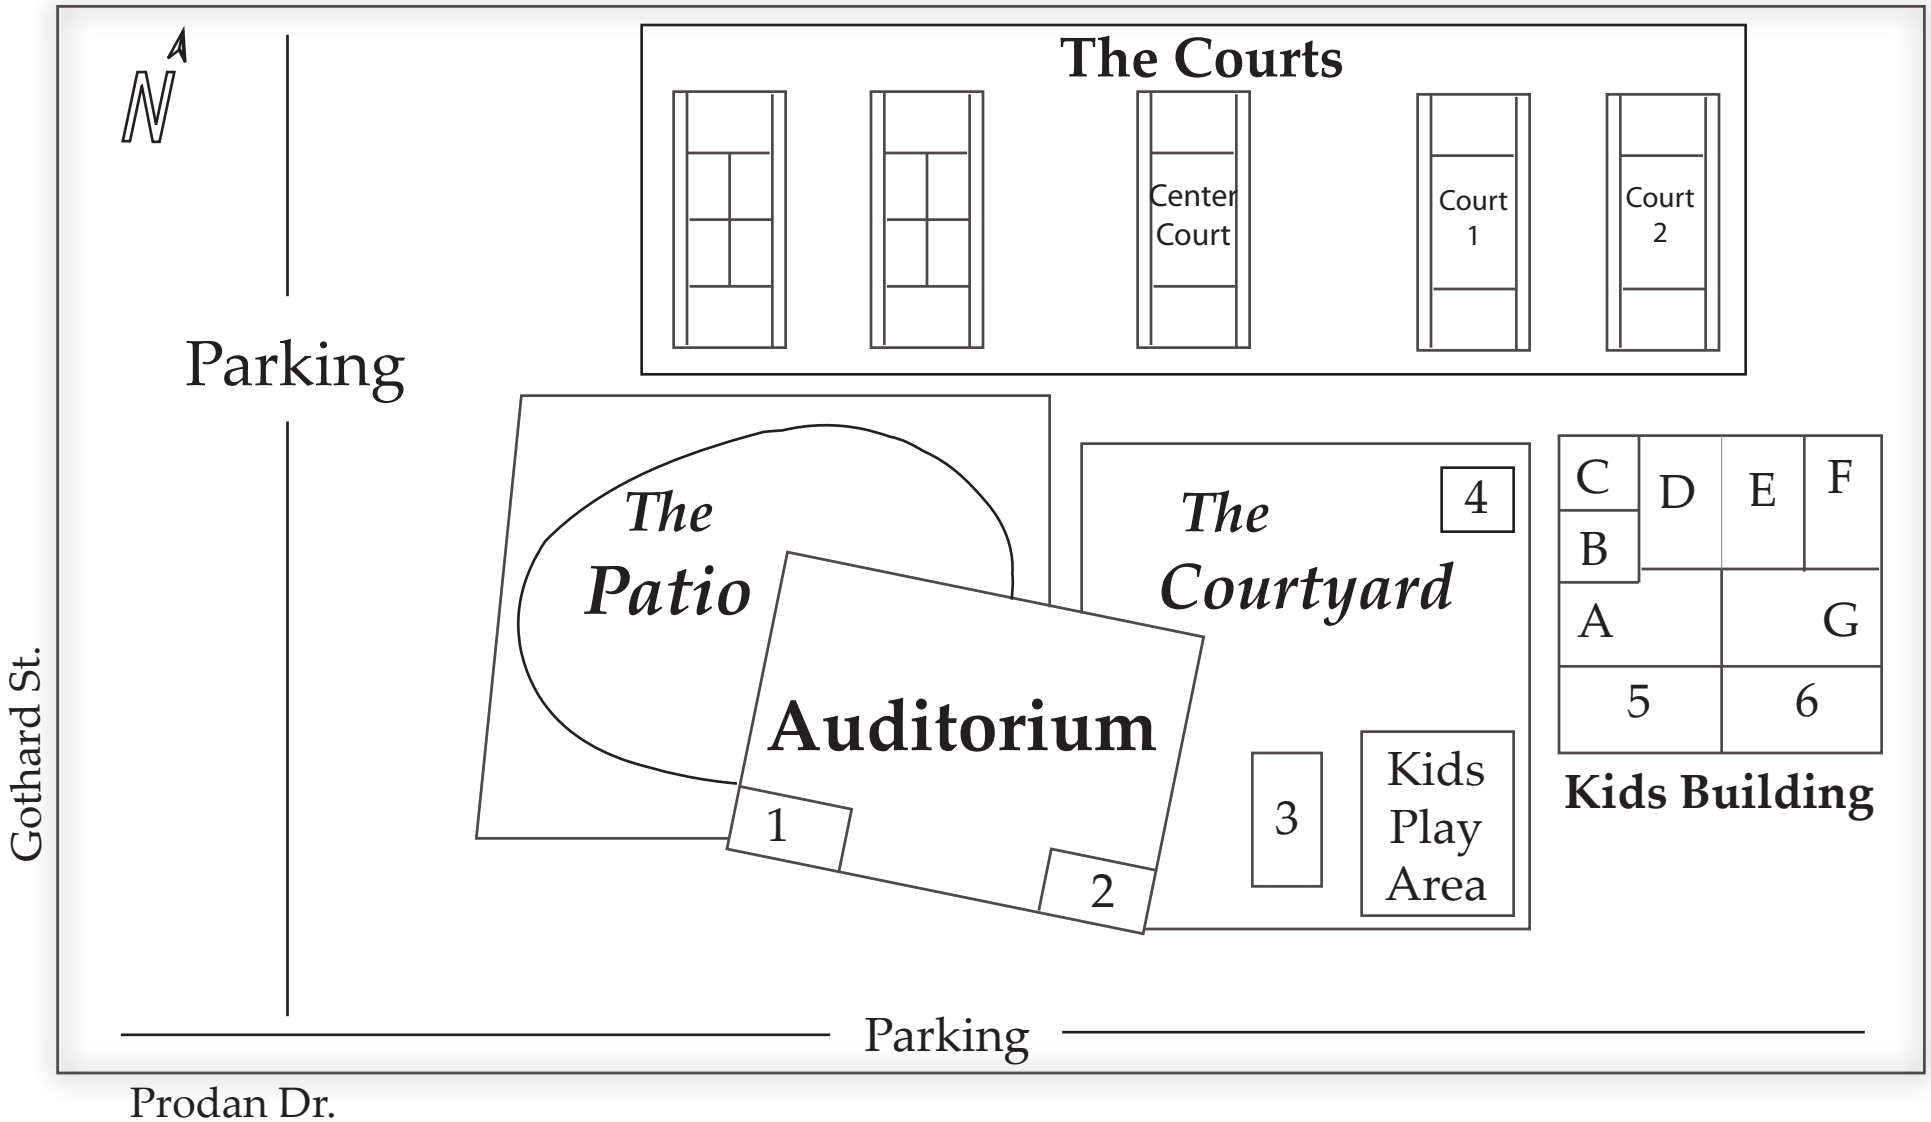 N
The Courts
Center
Court
Court
1
Court
2
Parking
The
Patio
The
Courtyard
4
C
B
A
D
E
F
G
5
6
Kids Building
Auditorium
1
2
3
Kids
Play
Area
Gothard St.
Parking
Prodan Dr.